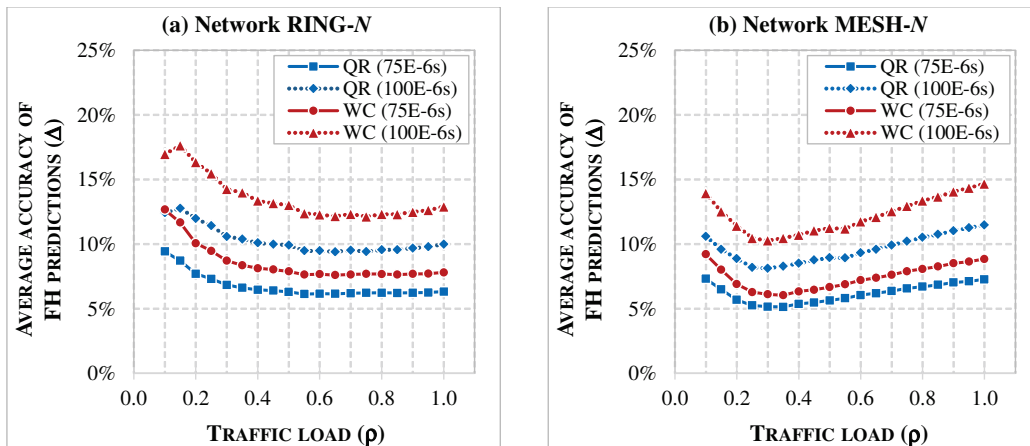 (a) Network RING-N
25%
20%
15%
10%
5%
0%
AVERAGE ACCURACY OF
FH PREDICTIONS (Δ)
QR (75E-6s)
QR (100E-6s)
WC (75E-6s)
WC (100E-6s)
0.0 0.2 0.4 0.6 0.8 1.0
TRAFFIC LOAD (ρ)
(b) Network MESH-N
25%
20%
15%
10%
5%
0%
AVERAGE ACCURACY OF
FH PREDICTIONS (Δ)
QR (75E-6s)
QR (100E-6s)
WC (75E-6s)
WC (100E-6s)
0.0 0.2 0.4 0.6 0.8 1.0
TRAFFIC LOAD (ρ)